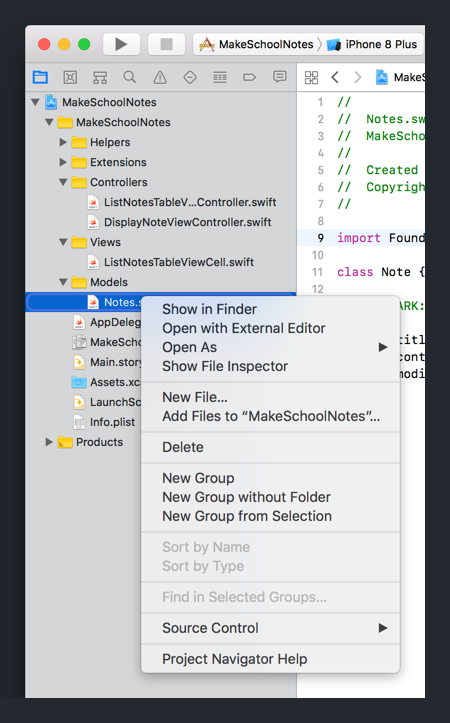 MakeSchoolNotes
iPhone 8 Plus
MakeS
MakeSchoolNotes
MakeSchoolNotes
Helpers
Extensions
Controllers
ListNotesTableV...Controller.swift
DisplayNoteViewController.swift
Views
ListNotesTableViewCell.swift
Models
Notes.s
AppDeleg
MakeScho
Main.story
Assets.xca
LaunchSc
Info.plist
Products
1 //
2 // Notes.sw
3 // MakeScho
4 //
5 // Created
6 // Copyrigh
7 //
8
9 import Found
10
11 class Note {
12
ARK:
titl
cont
modi
Show in Finder
Open with External Editor
Open As
Show File Inspector
New File...
Add Files to “MakeSchoolNotes”...
Delete
New Group
New Group without Folder
New Group from Selection
Sort by Name
Sort by Type
Find in Selected Groups...
Source Control
Project Navigator Help